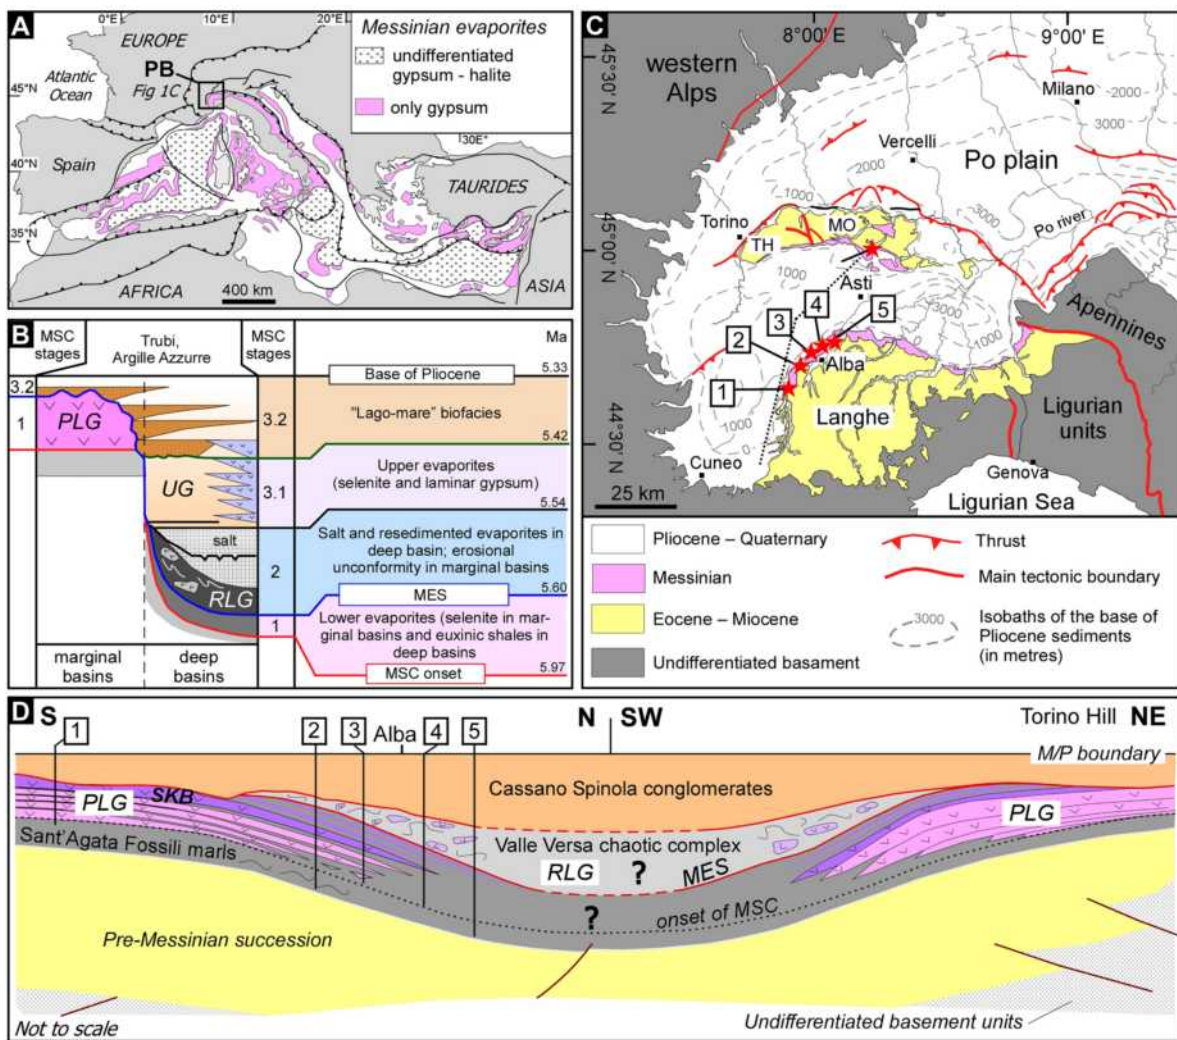 A
0°E
10°E
20°E
EUROPE
Atlantic
Ocean
PB
Fig 1C
45°N
40°N
35°N
Spain
AFRICA
400 km
30E°
TAURIDES
ASIA
Messinian evaporites
undifferentiated
gypsum - halite
only gypsum
B
MSC
stages
Trubi,
Argille Azzurre
MSC
stages
Ma
3.2
1
PLG
UG
salt
RLG
3.2
3.1
2
1
Base of Pliocene
5.33
"Lago-mare" biofacies
5.42
Upper evaporites
(selenite and laminar gypsum)
5.54
Salt and resedimented evaporites in
deep basin; erosional
unconformity in marginal basins
5.60
MES
Lower evaporites (selenite in mar-
ginal basins and euxinic shales in
deep basins
5.97
MSC onset
marginal
basins
deep
basins
C
8°00' E
9°00' E
45°30' N
45°00' N
44°30' N
western
Alps
Milano
2000
3000
Vercelli
Po plain
2000
1000
3000
Po river
Torino
TH
MO
1000
Asti
4
3
5
2
3000
2000
1000
Alba
1
Langhe
0
1000
Cuneo
25 km
Apennines
Ligurian
units
Genova
Ligurian Sea
Pliocene – Quaternary
Messinian
Eocene – Miocene
Undifferentiated basament
Thrust
Main tectonic boundary
3000
Isobaths of the base of
Pliocene sediments
(in metres)
D
S
1
2
3
Alba
4
5
N
SW
Torino Hill
NE
M/P boundary
Cassano Spinola conglomerates
PLG
SKB
Sant'Agata Fossili marls
Valle Versa chaotic complex
RLG
?
MES
PLG
?
onset of MSC
Pre-Messinian succession
Not to scale
Undifferentiated basement units